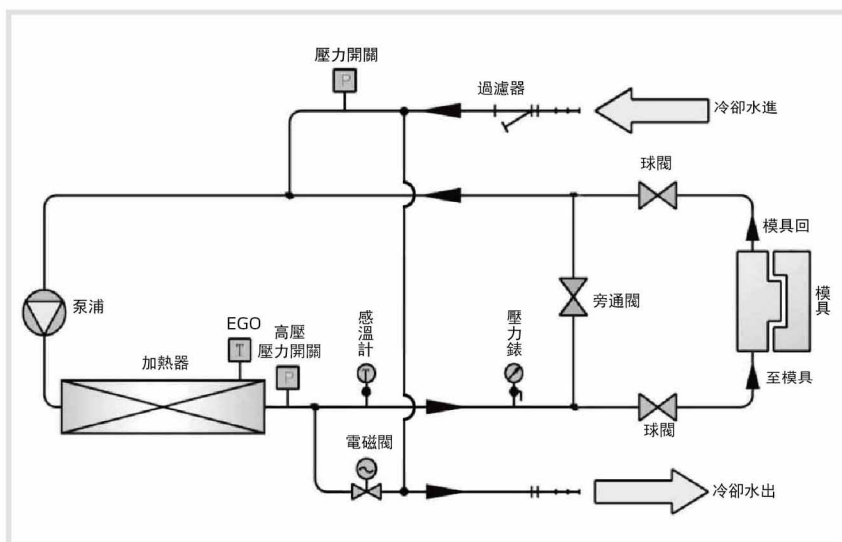 壓力開關
P
過濾器
冷卻水進
球閥
模具回
泵浦
EGO
T
加熱器
高壓
壓力開關
P
感溫計
T
壓力錶
旁通閥
模具
至模具
球閥
電磁閥
冷卻水出